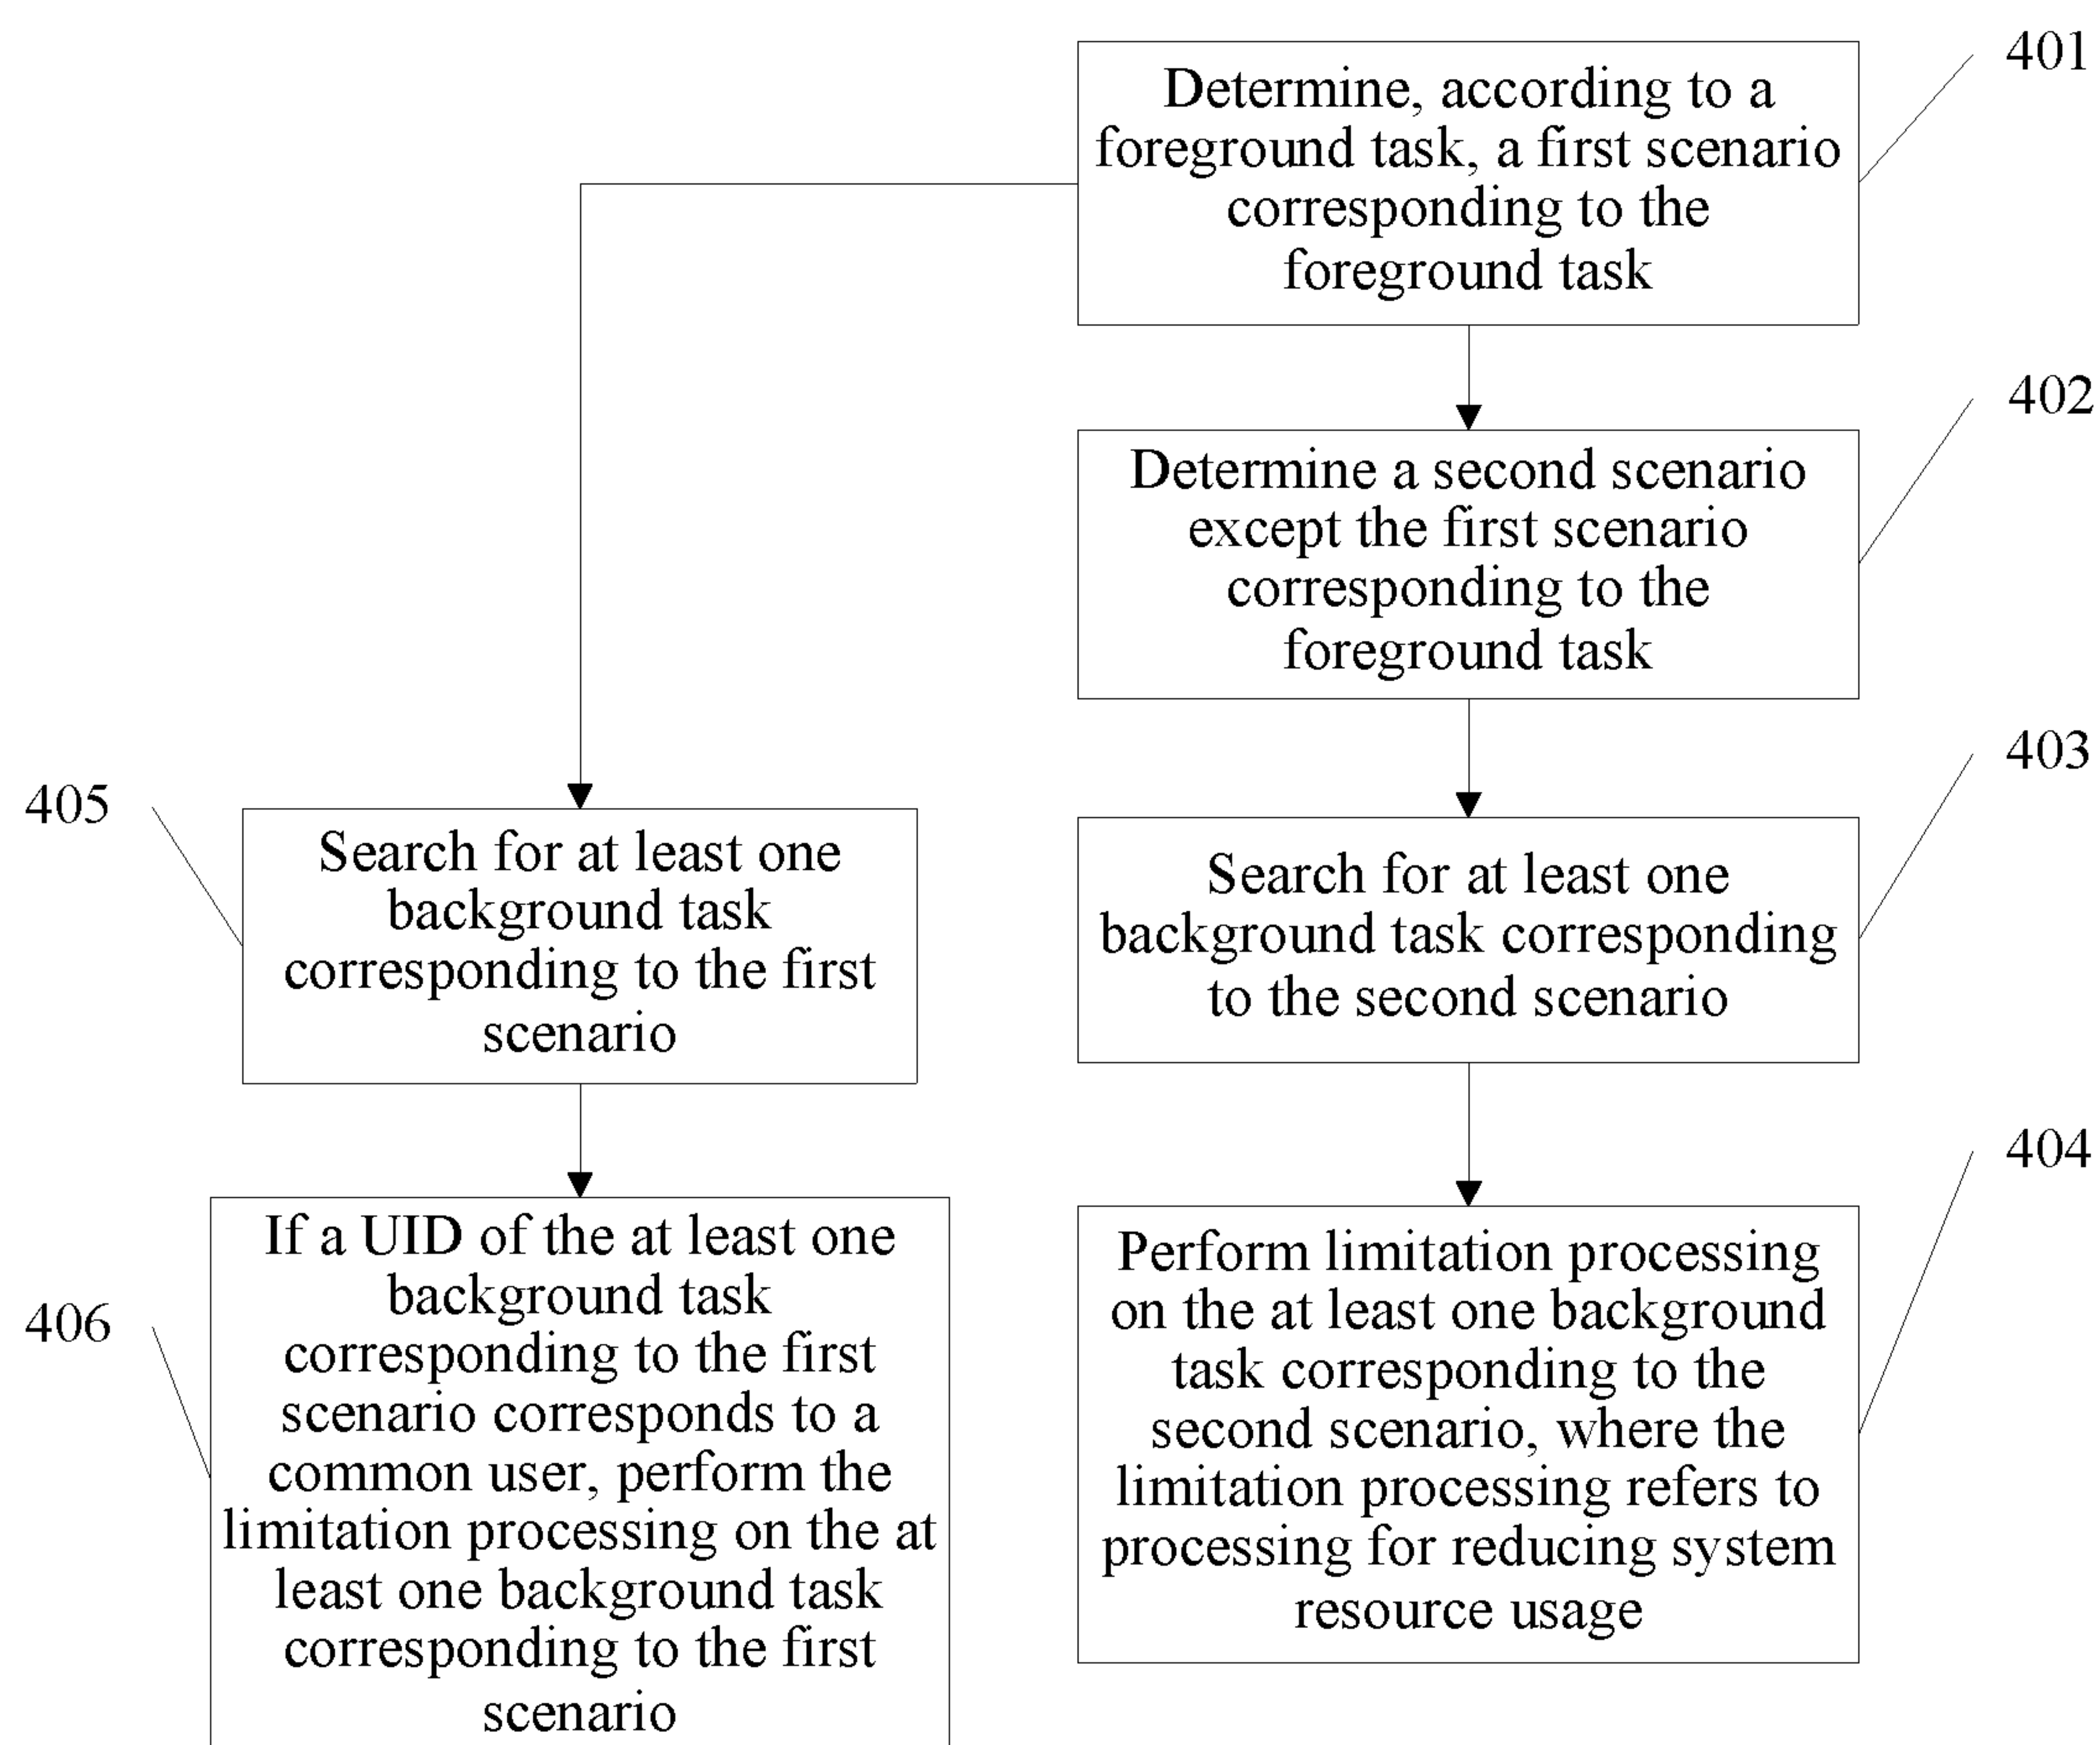 401
Determine, according to a
foreground task, a first scenario
corresponding to the
foreground task
402
Determine a second scenario
except the first scenario
corresponding to the
foreground task
403
Search for at least one
background task corresponding
to the second scenario
404
Perform limitation processing
on the at least one background
task corresponding to the
second scenario, where the
limitation processing refers to
processing for reducing system
resource usage
405
Search for at least one
background task
corresponding to the first
scenario
406
If a UID of the at least one
background task
corresponding to the first
scenario corresponds to a
common user, perform the
limitation processing on the at
least one background task
corresponding to the first
scenario